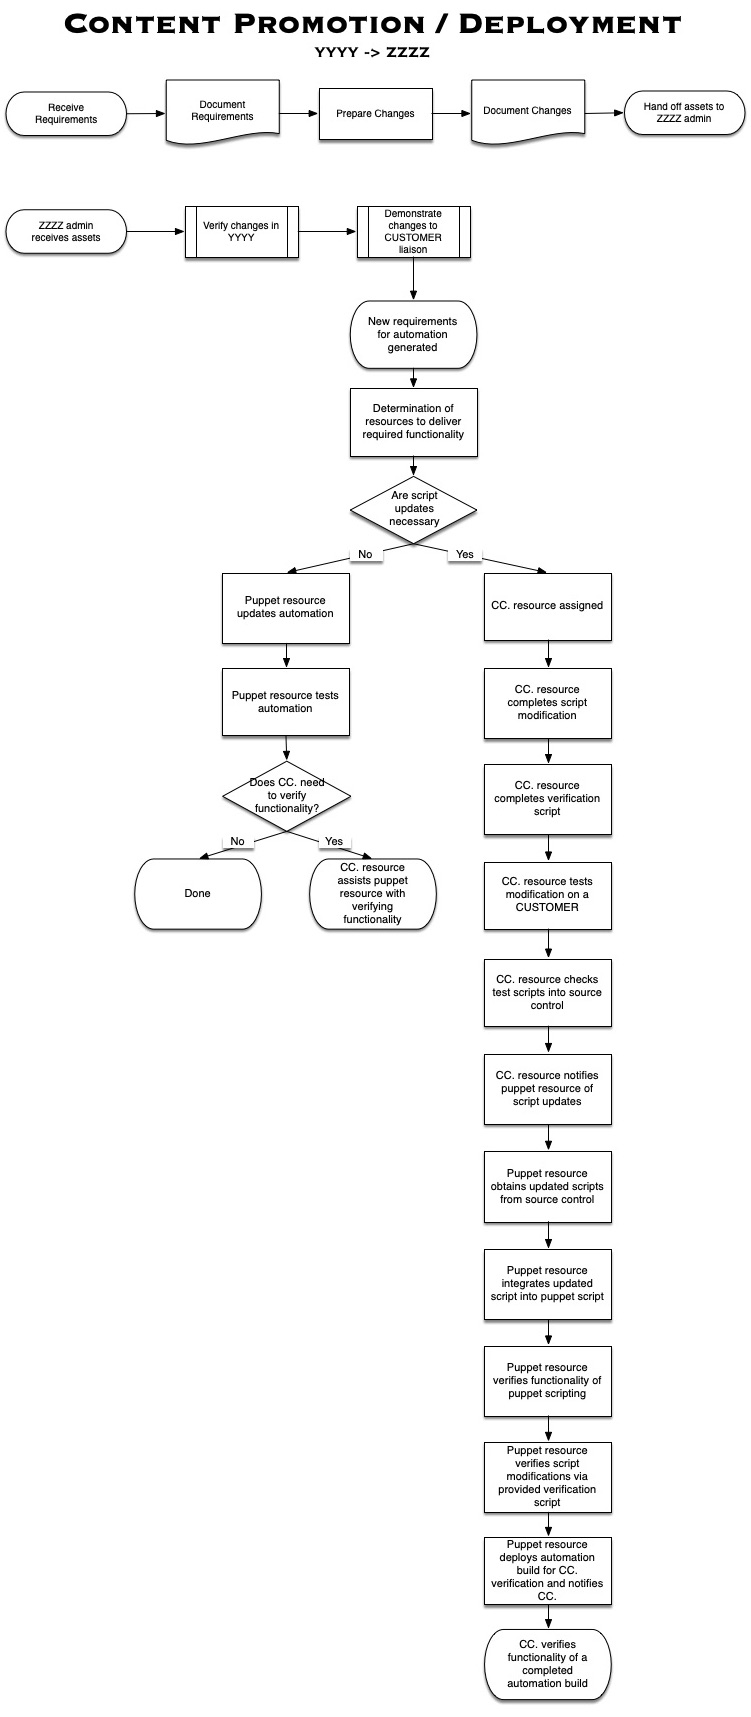 Content Promotion / Deployment
YYYY -> ZZZZ
Receive
Requirements
Document
Requirements
Prepare Changes
Document Changes
Hand off assets to
ZZZZ admin
ZZZZ admin
receives assets
Verify changes in
YYYY
Demonstrate
changes to
CUSTOMER
liaison
New requirements
for automation
generated
Determination of
resources to deliver
required functionality
Are script
updates
necessary
No
Yes
Puppet resource
updates automation
Puppet resource tests
automation
Does CC. need
to verify
functionality?
No
Yes
Done
CC. resource
assists puppet
resource with
verifying
functionality
CC. resource assigned
CC. resource
completes script
modification
CC. resource
completes verification
script
CC. resource tests
modification on a
CUSTOMER
CC. resource checks
test scripts into source
control
CC. resource notifies
puppet resource of
script updates
Puppet resource
obtains updated scripts
from source control
Puppet resource
integrates updated
script into puppet script
Puppet resource
verifies functionality of
puppet scripting
Puppet resource
verifies script
modifications via
provided verification
script
Puppet resource
deploys automation
build for CC.
verification and notifies
CC.
CC. verifies
functionality of a
completed
automation build